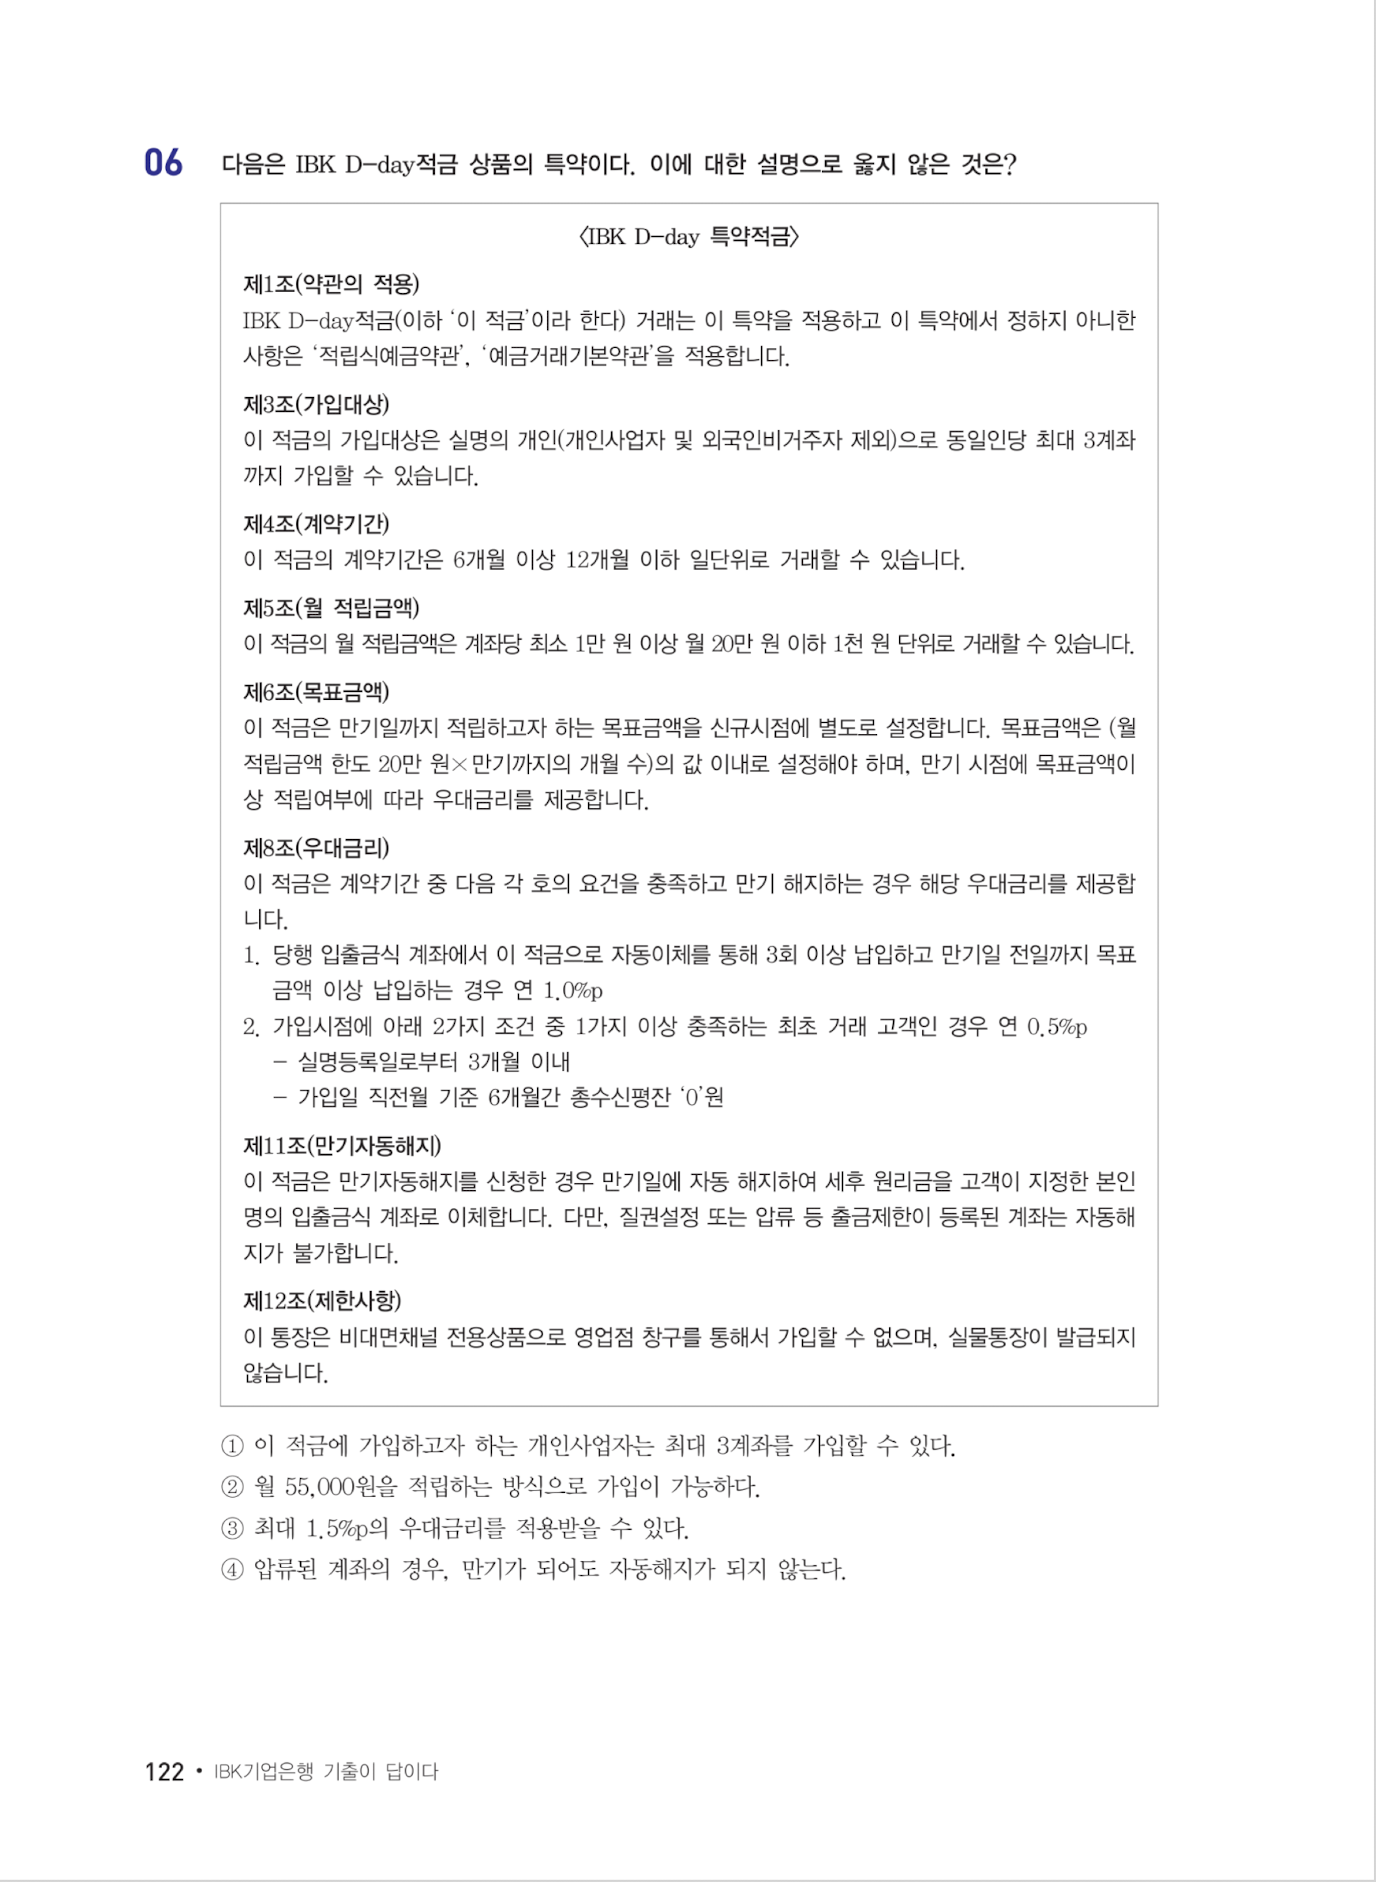 06 다음은 IBK D-day적금 상품의 특약이다. 이에 대한 설명으로 옳지 않은 것은?
〈IBK D-day 특약적금〉
제1조(약관의 적용)
IBK D-day적금(이하 ‘이 적금’이라 한다) 거래는 이 특약을 적용하고 이 특약에서 정하지 아니한
사항은 ‘적립식예금약관’, ‘예금거래기본약관’을 적용합니다.
제3조(가입대상)
이 적금의 가입대상은 실명의 개인(개인사업자 및 외국인비거주자 제외)으로 동일인당 최대 3계좌
까지 가입할 수 있습니다.
제4조(계약기간)
이 적금의 계약기간은 6개월 이상 12개월 이하 일단위로 거래할 수 있습니다.
제5조(월 적립금액)
이 적금의 월 적립금액은 계좌당 최소 1만 원 이상 월 20만 원 이하 1천 원 단위로 거래할 수 있습니다.
제6조(목표금액)
이 적금은 만기일까지 적립하고자 하는 목표금액을 신규시점에 별도로 설정합니다. 목표금액은 (월
적립금액 한도 20만 원×만기까지의 개월 수)의 값 이내로 설정해야 하며, 만기 시점에 목표금액이
상 적립여부에 따라 우대금리를 제공합니다.
제8조(우대금리)
이 적금은 계약기간 중 다음 각 호의 요건을 충족하고 만기 해지하는 경우 해당 우대금리를 제공합
니다.
1. 당행 입출금식 계좌에서 이 적금으로 자동이체를 통해 3회 이상 납입하고 만기일 전일까지 목표
금액 이상 납입하는 경우 연 1.0%p
2. 가입시점에 아래 2가지 조건 중 1가지 이상 충족하는 최초 거래 고객인 경우 연 0.5%p
- 실명등록일로부터 3개월 이내
- 가입일 직전월 기준 6개월간 총수신평잔 ‘0’원
제11조(만기자동해지)
이 적금은 만기자동해지를 신청한 경우 만기일에 자동 해지하여 세후 원리금을 고객이 지정한 본인
명의 입출금식 계좌로 이체합니다. 다만, 질권설정 또는 압류 등 출금제한이 등록된 계좌는 자동해
지가 불가합니다.
제12조(제한사항)
이 통장은 비대면채널 전용상품으로 영업점 창구를 통해서 가입할 수 없으며, 실물통장이 발급되지
않습니다.
① 이 적금에 가입하고자 하는 개인사업자는 최대 3계좌를 가입할 수 있다.
② 월 55,000원을 적립하는 방식으로 가입이 가능하다.
③ 최대 1.5%p의 우대금리를 적용받을 수 있다.
④ 압류된 계좌의 경우, 만기가 되어도 자동해지가 되지 않는다.
122 • IBK기업은행 기출이 답이다